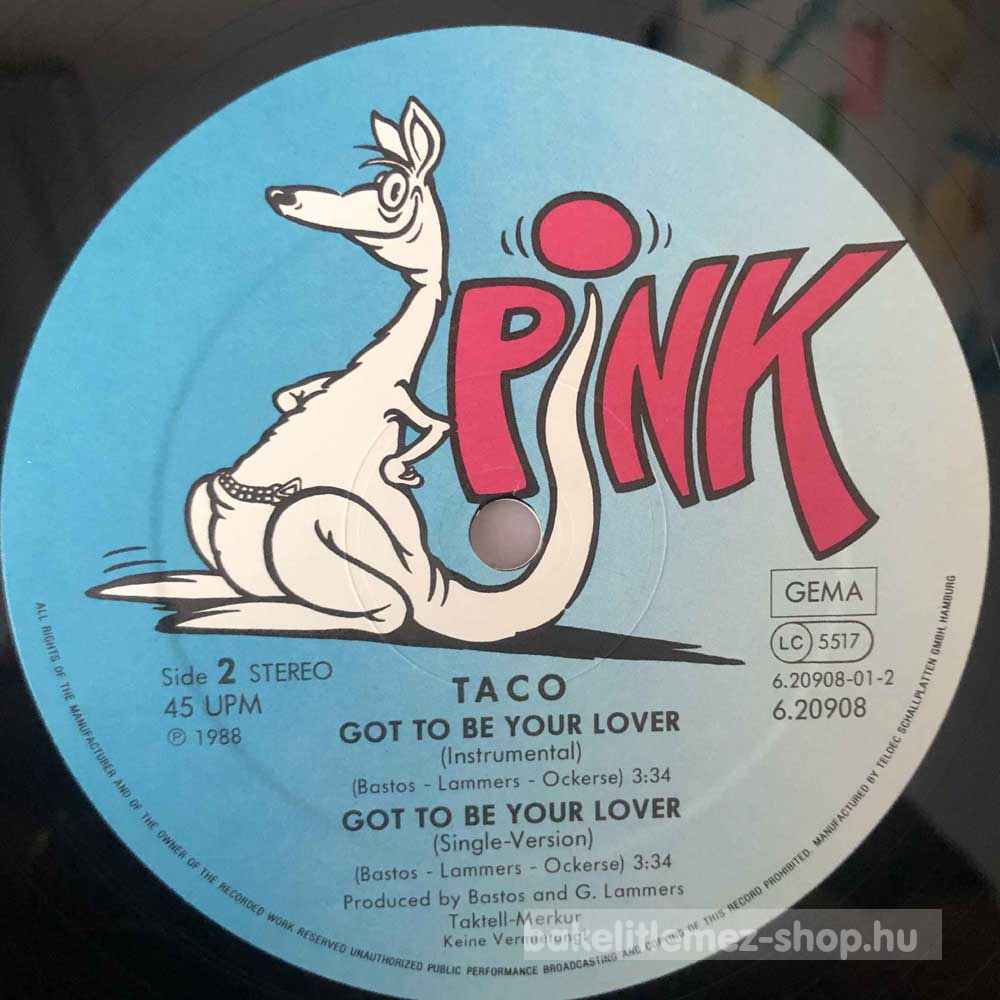 PiNK
GEMA
LC 5517
6.20908-01-2
6.20908
Side 2 STEREO
45 UPM
℗ 1988
TACO
GOT TO BE YOUR LOVER
(Instrumental)
(Bastos - Lammers - Ockerse) 3:34
GOT TO BE YOUR LOVER
(Single-Version)
(Bastos - Lammers - Ockerse) 3:34
Produced by Bastos and G. Lammers
Taktell-Merkur
Keine Vermietung!
ALL RIGHTS OF THE MANUFACTURER AND OF THE OWNER OF THE RECORDED WORK RESERVED UNAUTHORIZED PUBLIC PERFORMANCE BROADCASTING AND COPYING OF THIS RECORD PROHIBITED. MANUFACTURED BY TELDEC SCHALLPLATTEN GMBH, HAMBURG
bakelitlemez-shop.hu